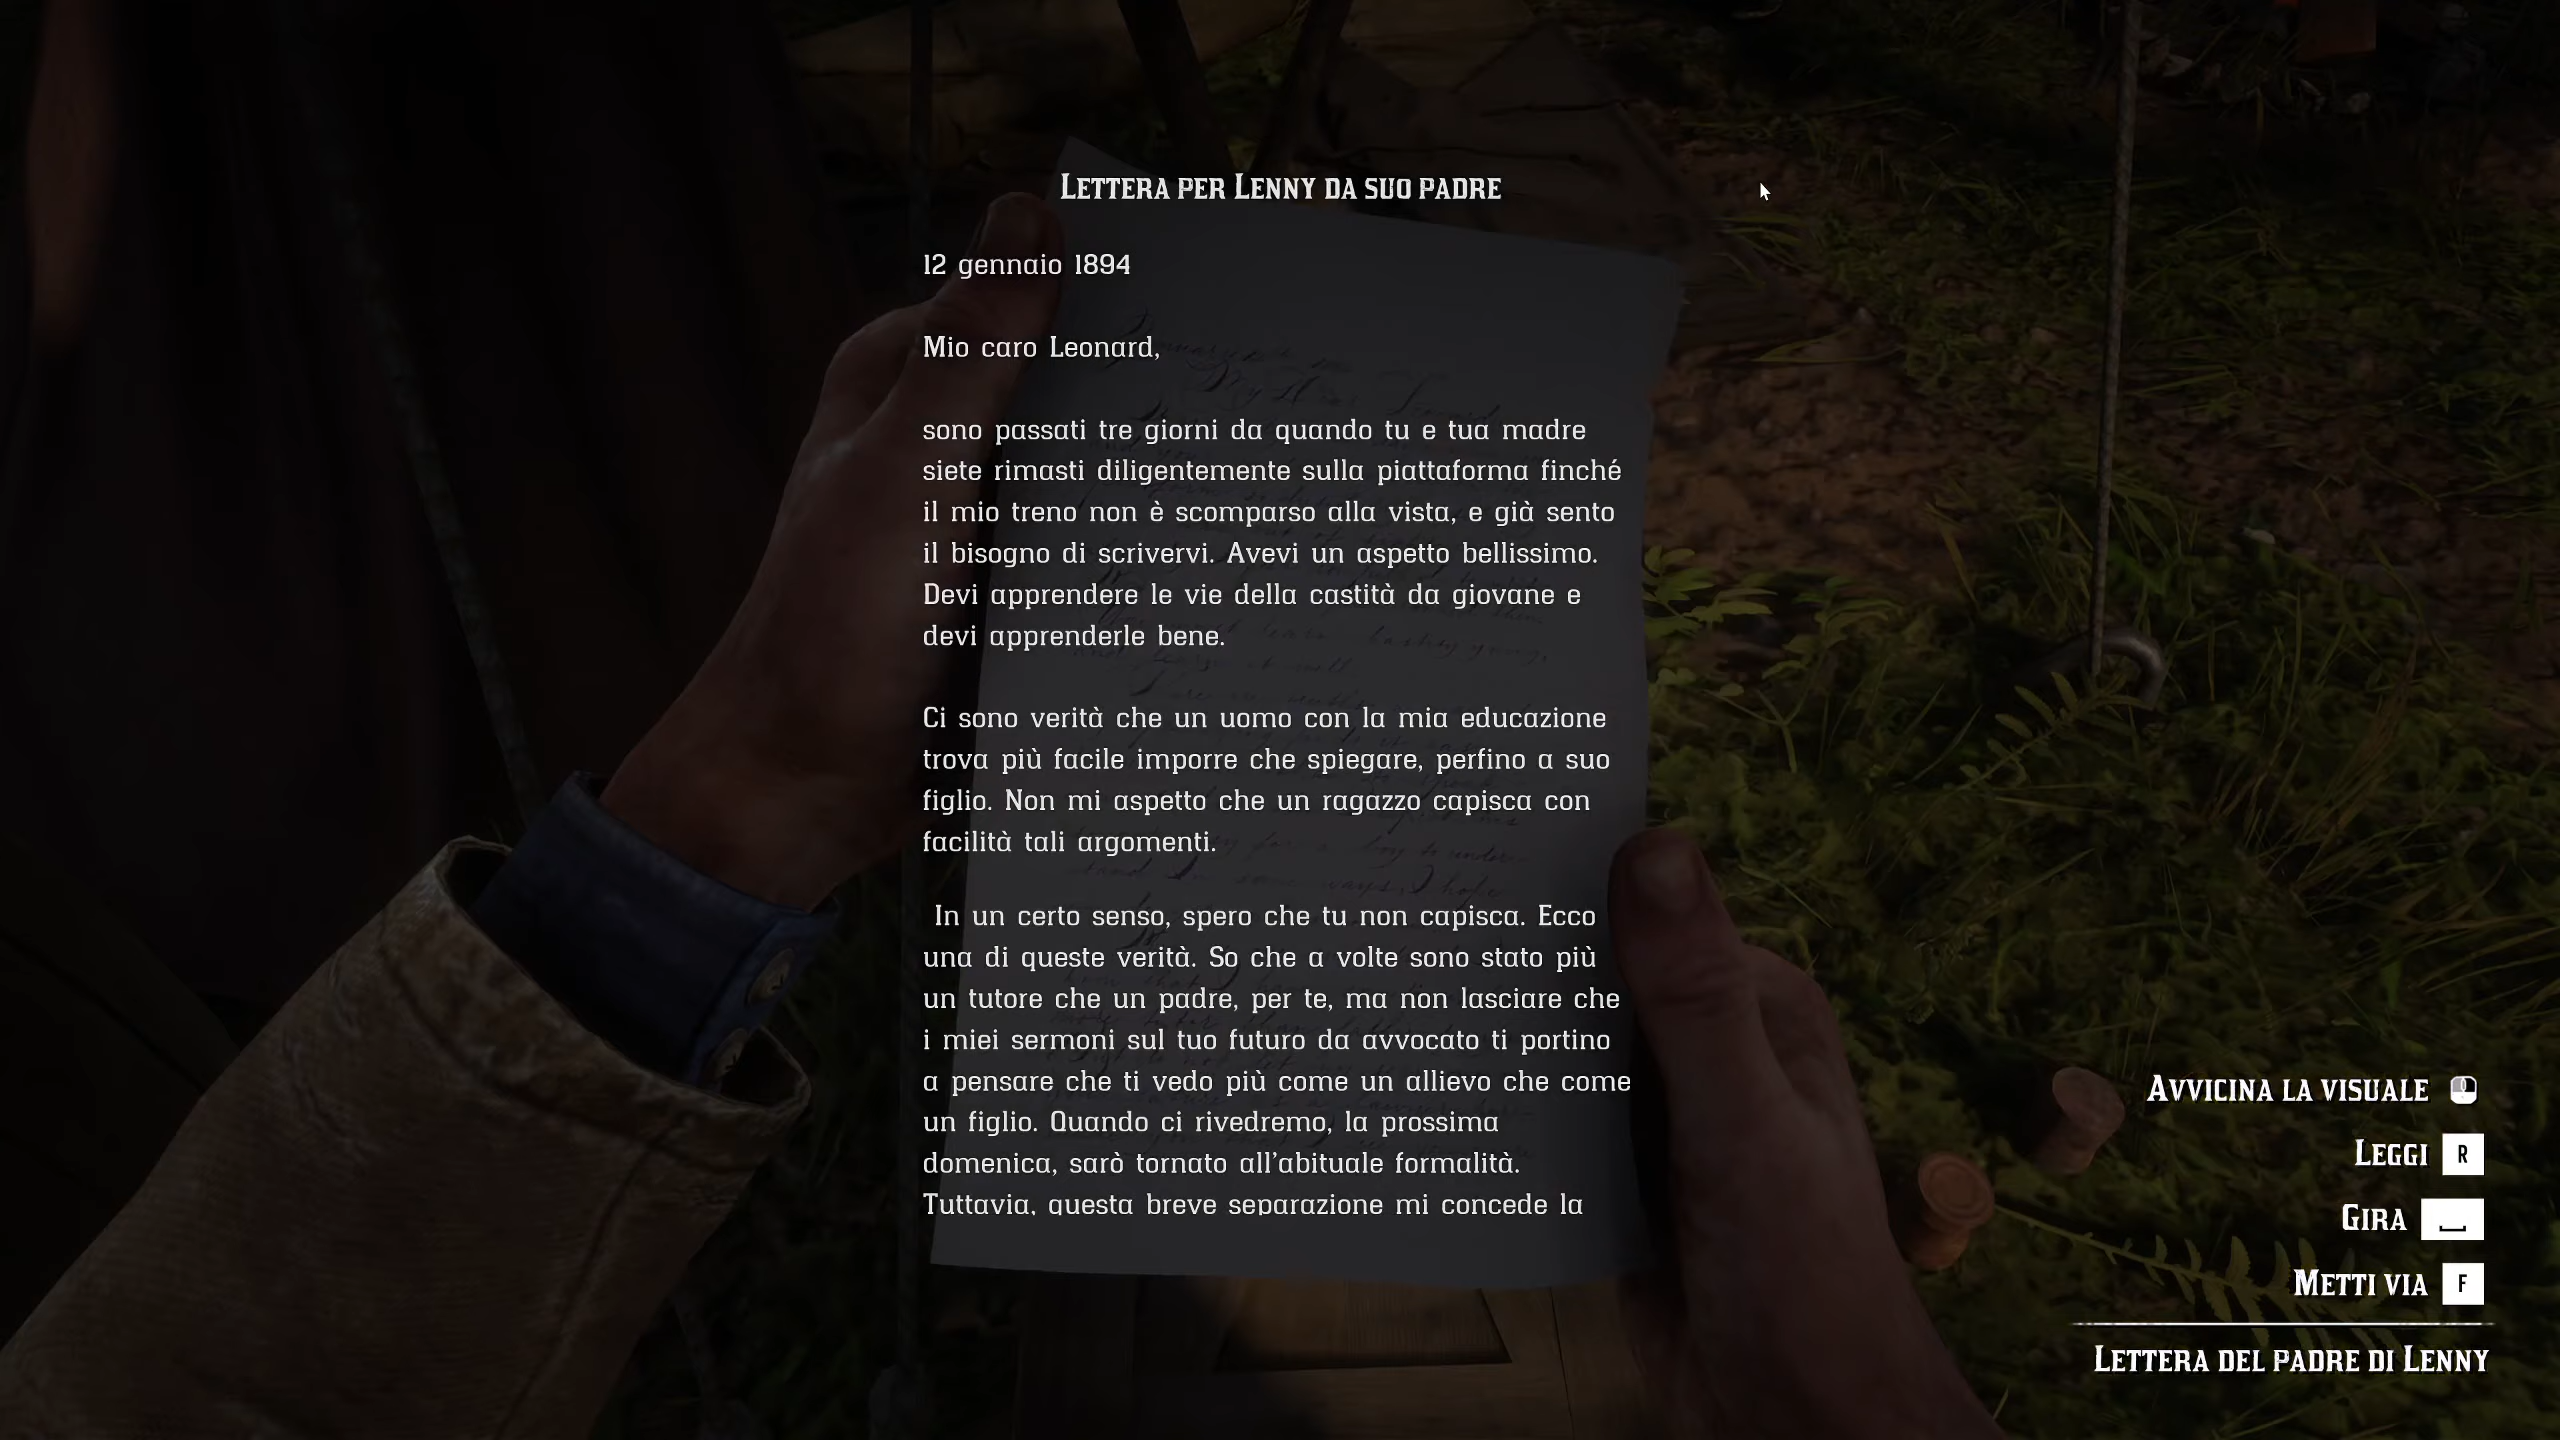 Lettera per Lenny da suo padre
12 gennaio 1894
Mio caro Leonard,
sono passati tre giorni da quando tu e tua madre
siete rimasti diligentemente sulla piattaforma finché
il mio treno non è scomparso alla vista, e già sento
il bisogno di scrivervi. Avevi un aspetto bellissimo.
Devi apprendere le vie della castità da giovane e
devi apprenderle bene.
Ci sono verità che un uomo con la mia educazione
trova più facile imporre che spiegare, perfino a suo
figlio. Non mi aspetto che un ragazzo capisca con
facilità tali argomenti.
In un certo senso, spero che tu non capisca. Ecco
una di queste verità. So che a volte sono stato più
un tutore che un padre, per te, ma non lasciare che
i miei sermoni sul tuo futuro da avvocato ti portino
a pensare che ti vedo più come un allievo che come
un figlio. Quando ci rivedremo, la prossima
domenica, sarò tornato all'abituale formalità.
Tuttavia, questa breve separazione mi concede la
Avvicina la visuale
Leggi R
Gira
Metti via F
Lettera del padre di Lenny